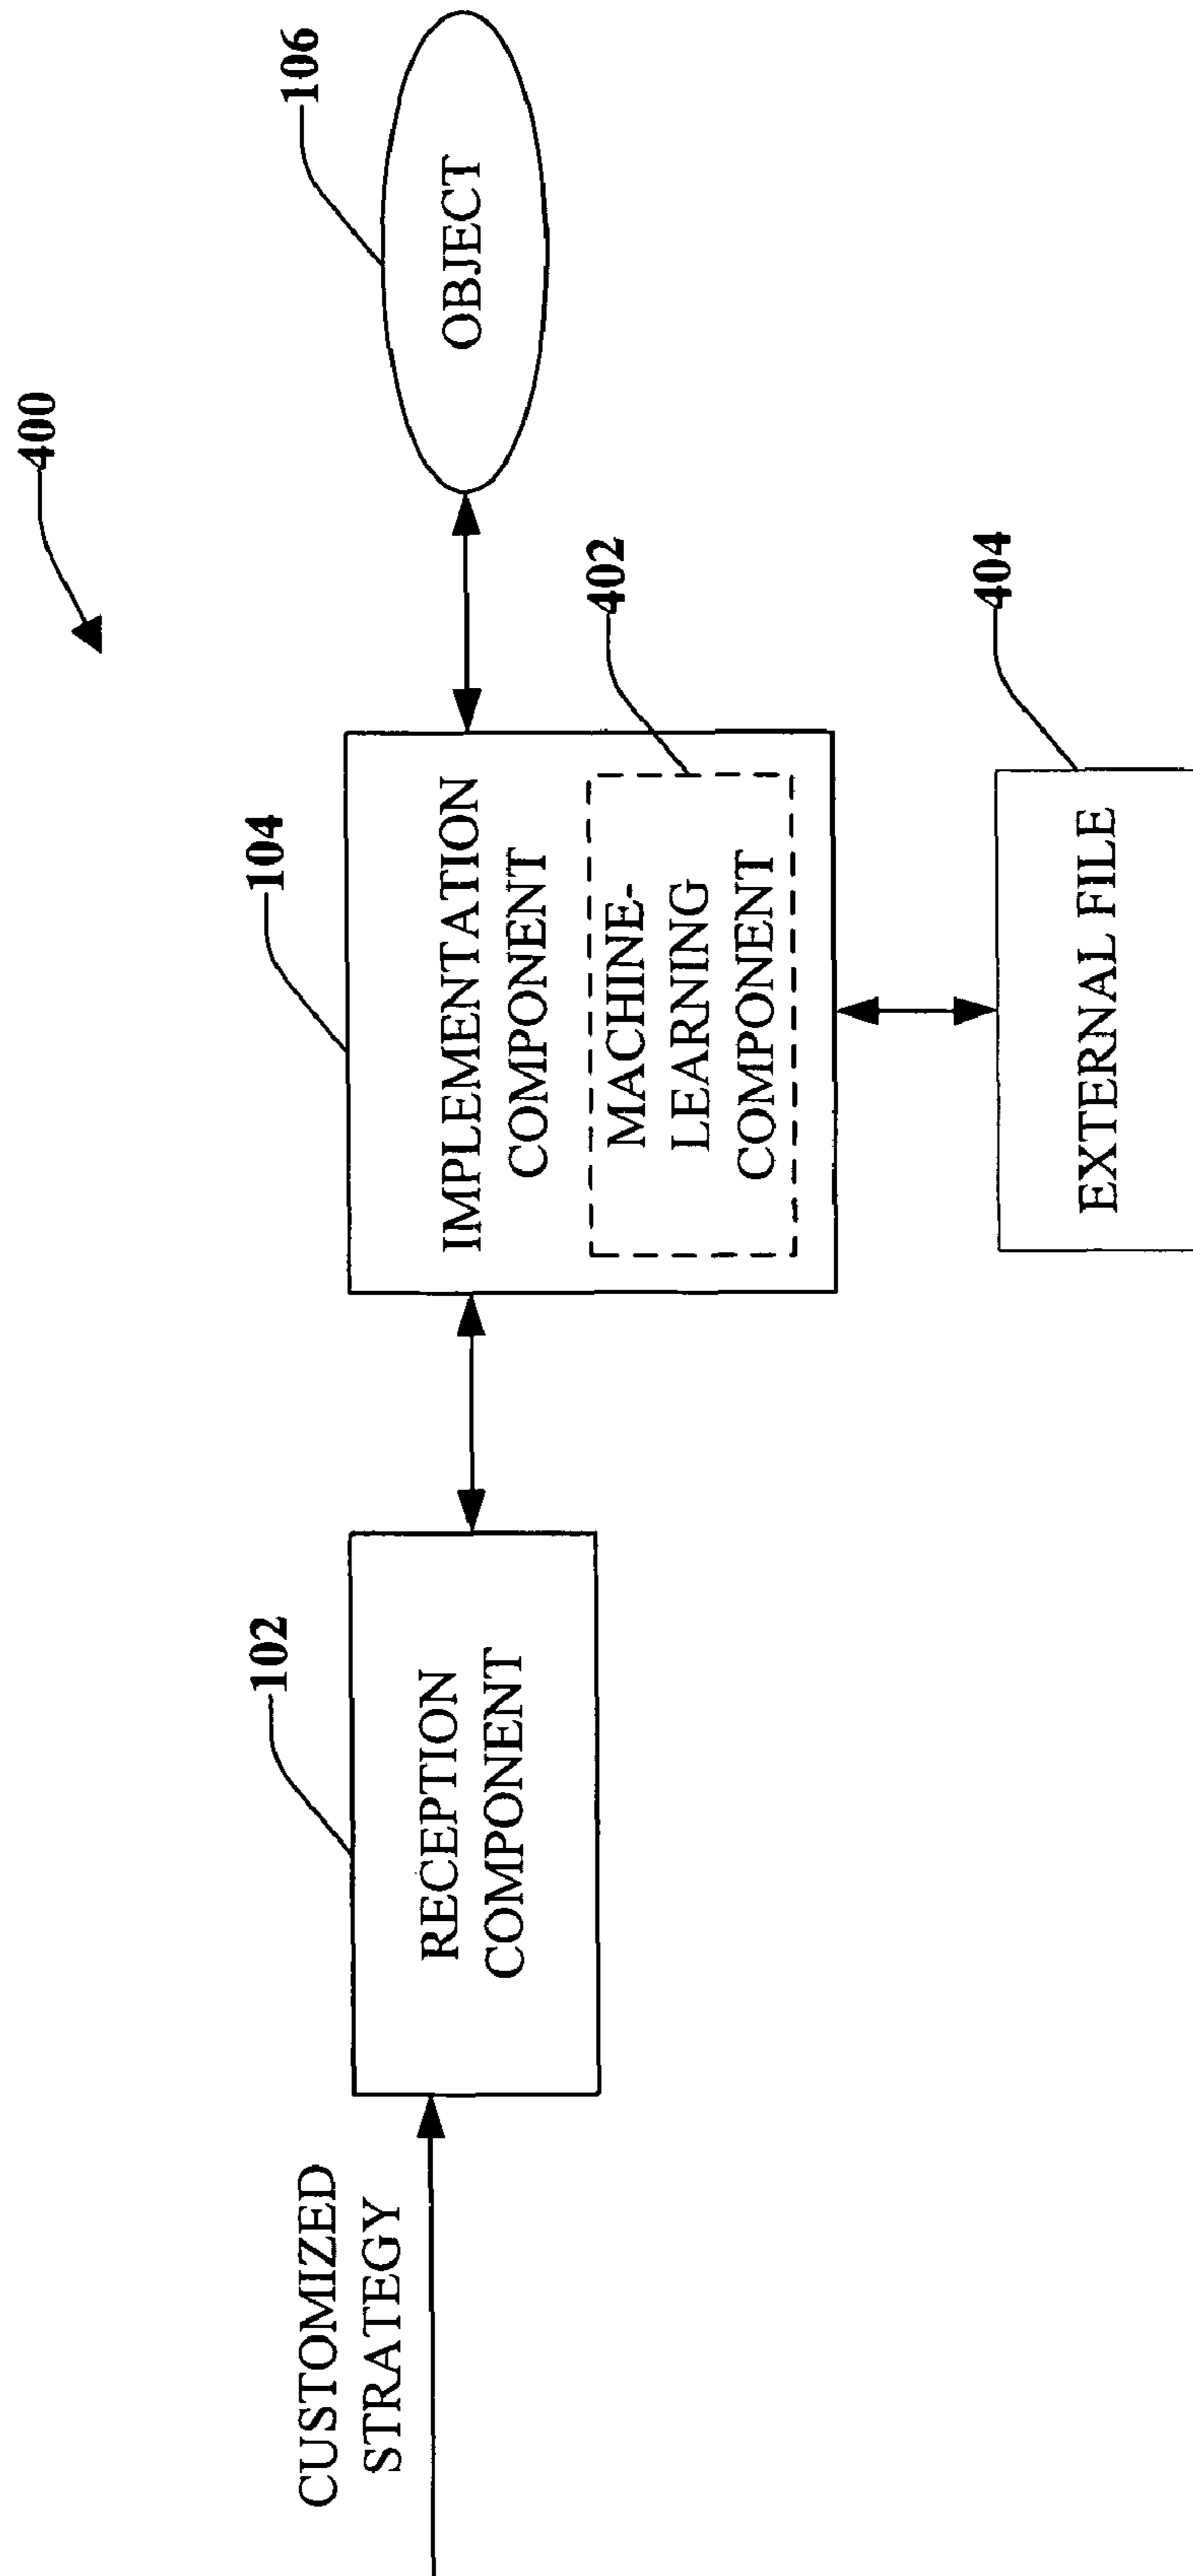 400
CUSTOMIZED
STRATEGY
102
RECEPTION
COMPONENT
104
IMPLEMENTATION
COMPONENT
402
MACHINE-
LEARNING
COMPONENT
106
OBJECT
404
EXTERNAL FILE